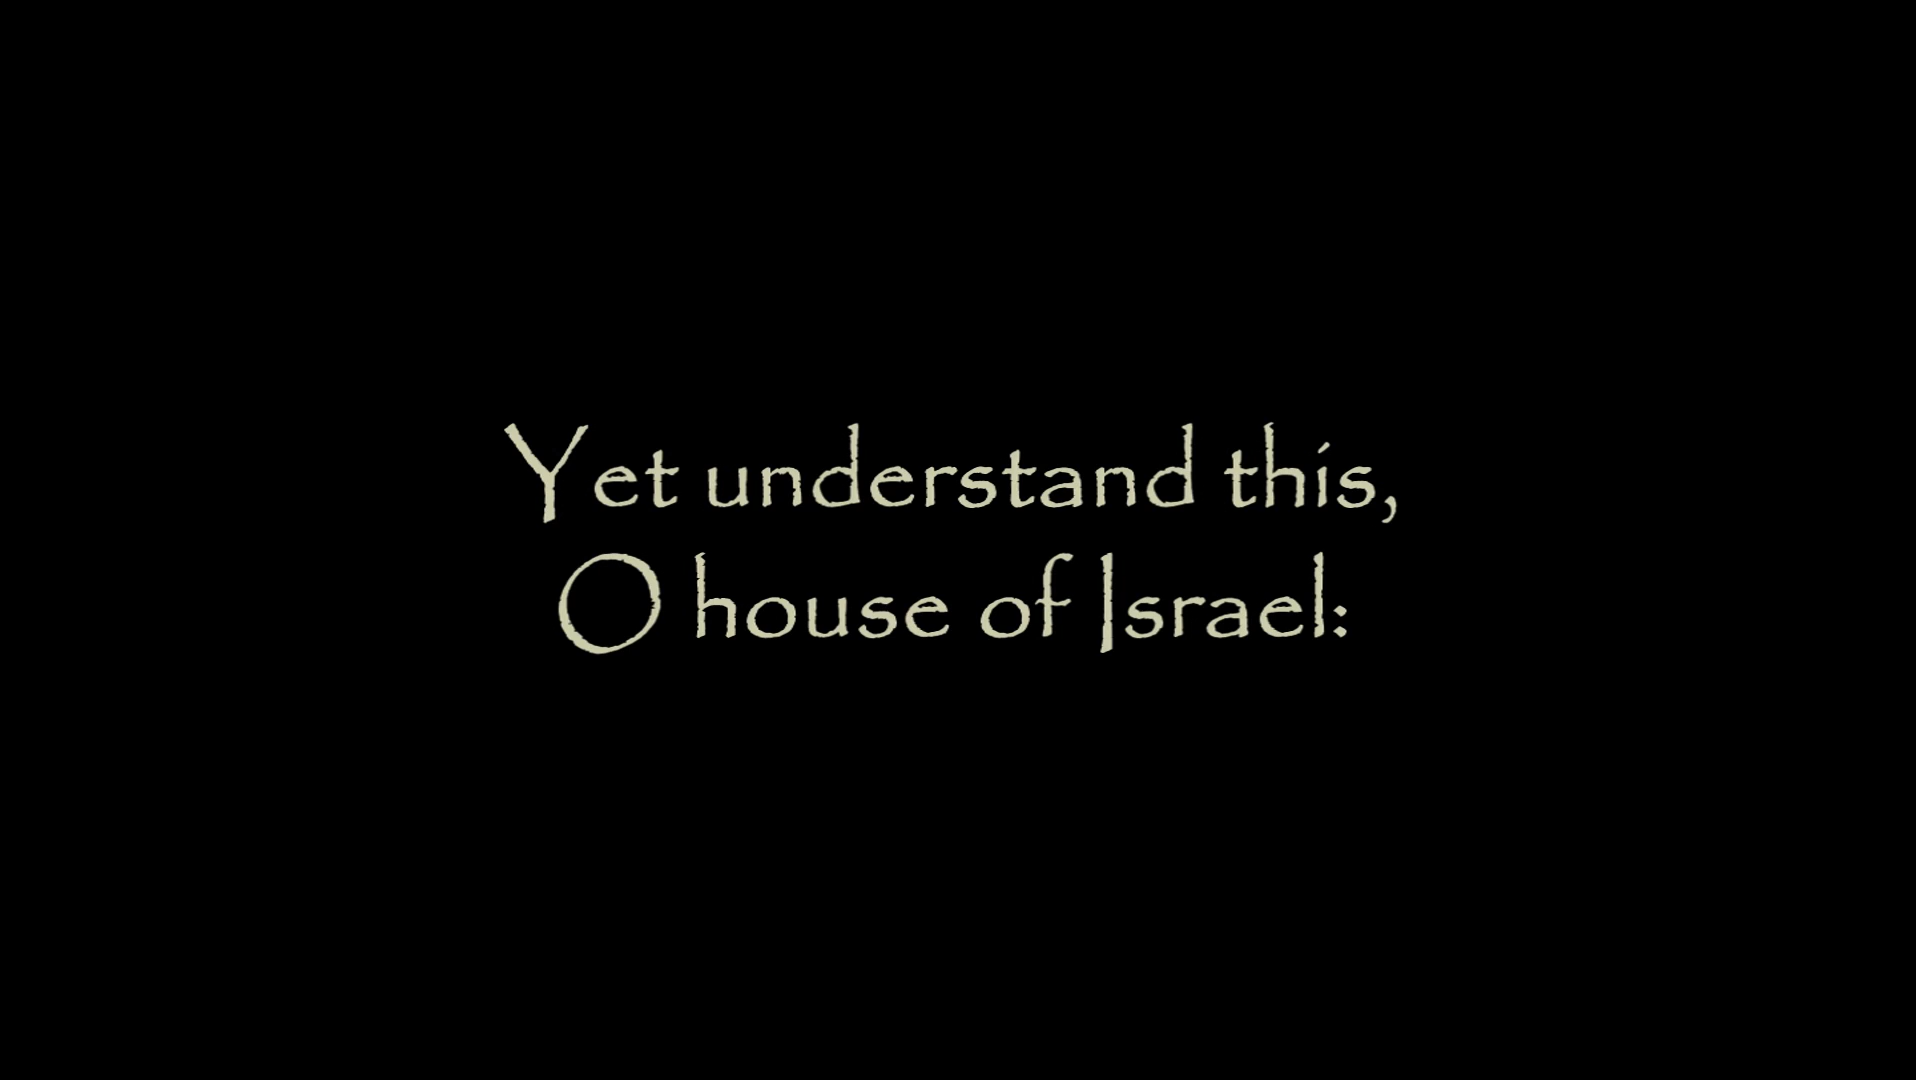 Yet understand this,
O house of Israel: